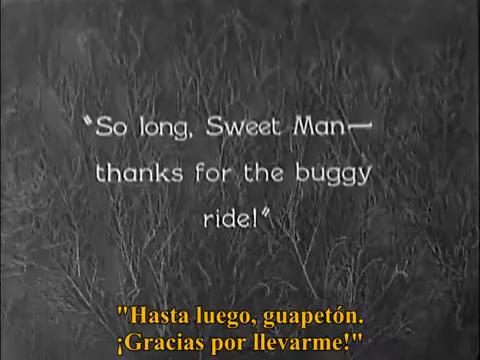 "So long, Sweet Man—
thanks for the buggy
ride!"
"Hasta luego, guapetón.
¡Gracias por llevarme!"